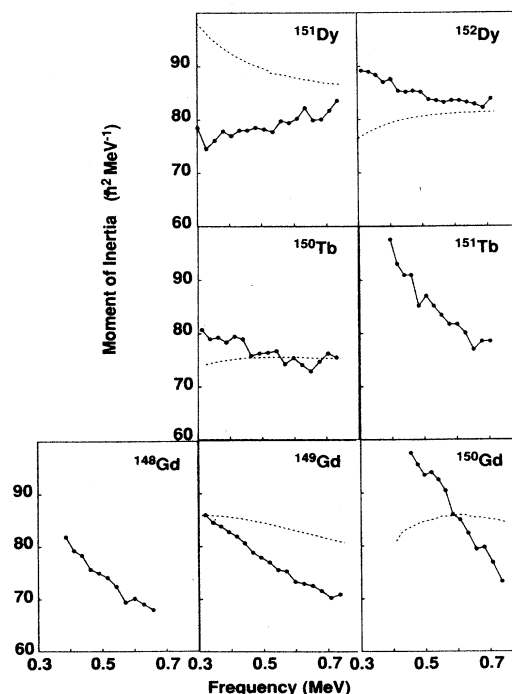 Moment of Inertia (ħ² MeV⁻¹)
¹⁵¹Dy
¹⁵²Dy
90
80
70
60
¹⁵⁰Tb
¹⁵¹Tb
90
80
70
60
¹⁴⁸Gd
¹⁴⁹Gd
¹⁵⁰Gd
90
80
70
60
0.3 0.5 0.7 0.3 0.5 0.7 0.3 0.5 0.7
Frequency (MeV)